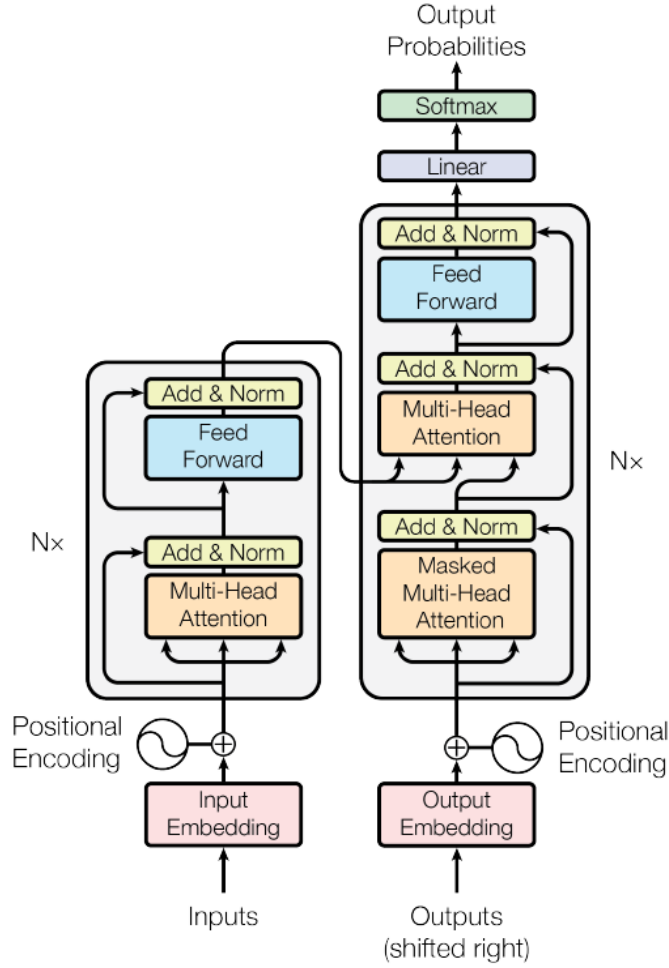 Output
Probabilities
Softmax
Linear
Add & Norm
Feed
Forward
Add & Norm
Multi-Head
Attention
Add & Norm
Masked
Multi-Head
Attention
N×
Add & Norm
Feed
Forward
Add & Norm
Multi-Head
Attention
N×
Positional
Encoding
Positional
Encoding
Input
Embedding
Output
Embedding
Inputs
Outputs
(shifted right)